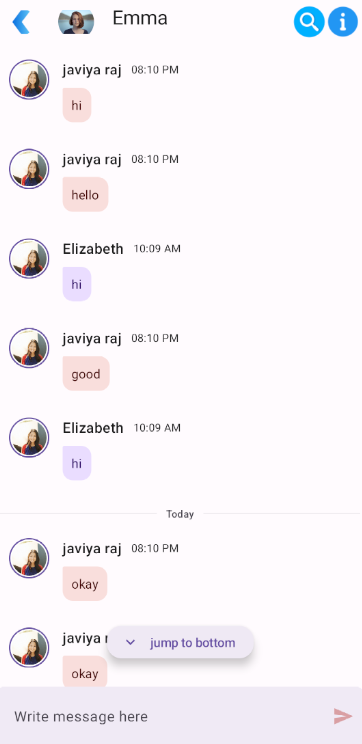 Emma
javiya raj 08:10 PM
hi
javiya raj 08:10 PM
hello
Elizabeth 10:09 AM
hi
javiya raj 08:10 PM
good
Elizabeth 10:09 AM
hi
Today
javiya raj 08:10 PM
okay
javiya
jump to bottom
okay
Write message here